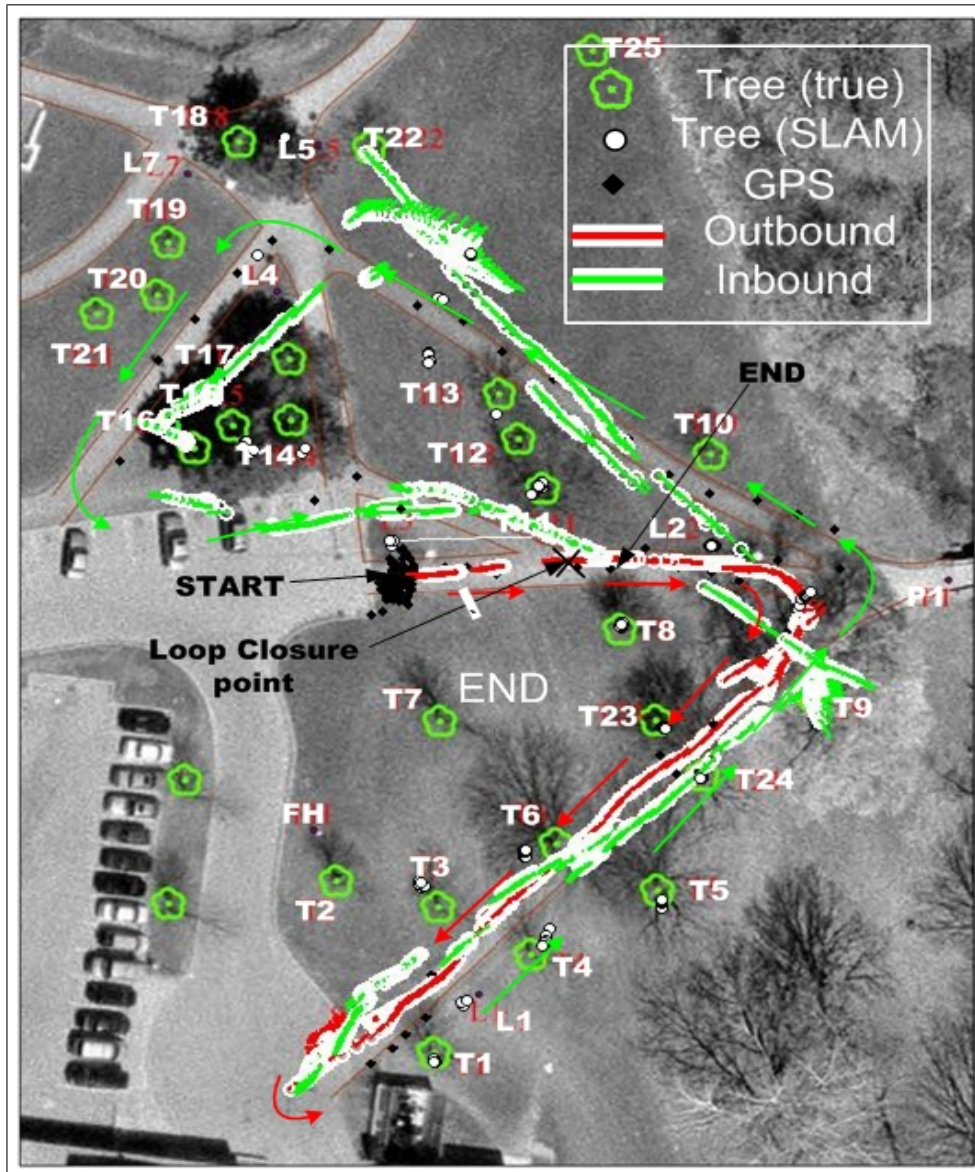 T25
Tree (true)
T18
Tree (SLAM)
L5
T22
L7
GPS
T19
Outbound
L4
Inbound
T20
T21
T17
END
T13
T16
T10
T12
T14
L2
START
P1
Loop Closure
point
T8
END
T7
T23
T9
T24
FH
T6
T3
T2
T5
T4
L1
T1